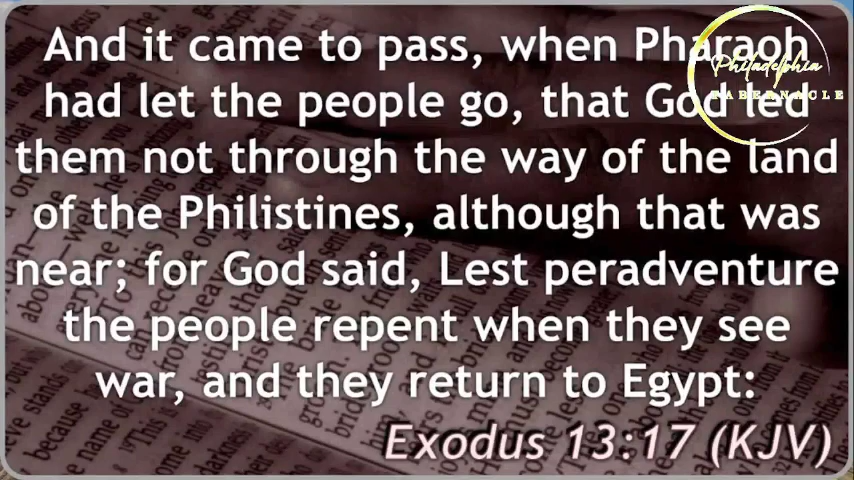 And it came to pass, when Pharaoh
had let the people go, that God led
them not through the way of the land
of the Philistines, although that was
near; for God said, Lest peradventure
the people repent when they see
war, and they return to Egypt:
Exodus 13:17 (KJV)
Philadelphia
TABERNACLE